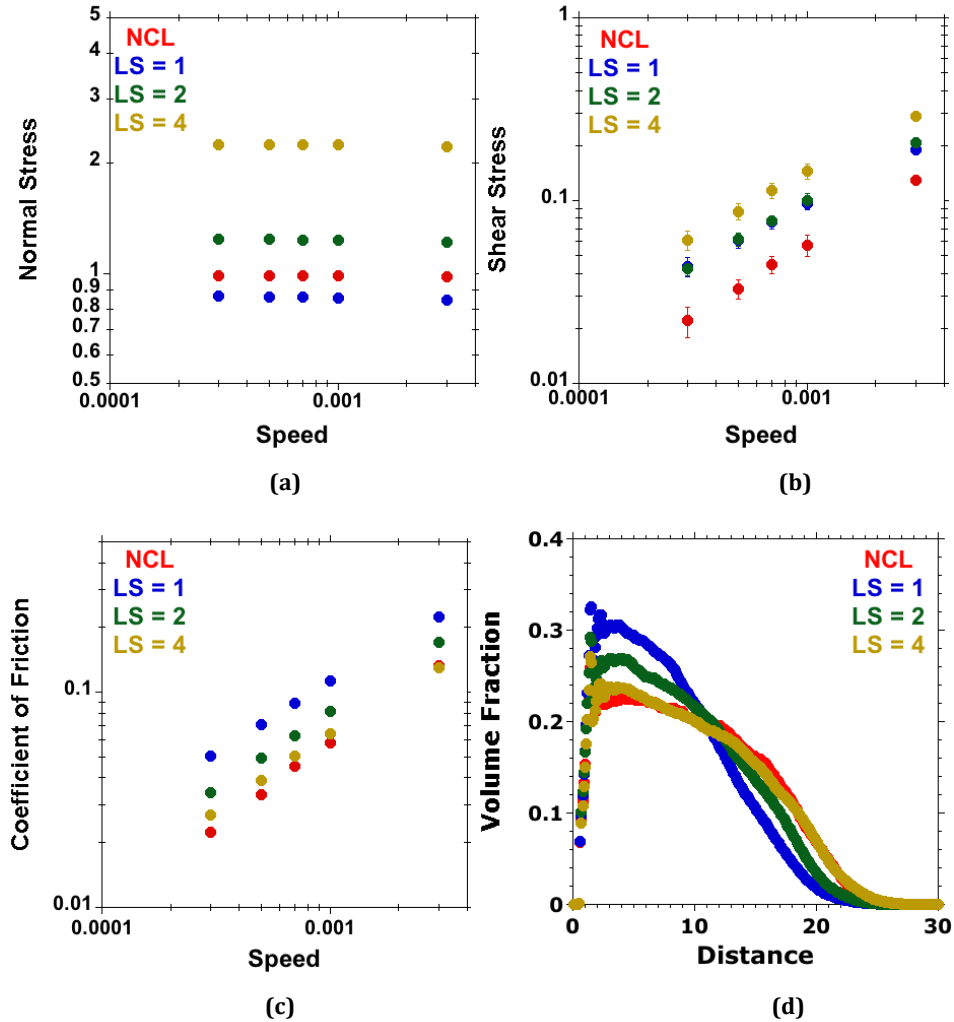 5
4
3
2
1
0.9
0.8
0.7
0.6
0.5
NCL
LS = 1
LS = 2
LS = 4
Normal Stress
0.0001
0.001
Speed
(a)
1
0.1
0.01
NCL
LS = 1
LS = 2
LS = 4
Shear Stress
0.0001
0.001
Speed
(b)
0.1
0.01
NCL
LS = 1
LS = 2
LS = 4
Coefficient of Friction
0.0001
0.001
Speed
(c)
0.4
0.3
0.2
0.1
0
NCL
LS = 1
LS = 2
LS = 4
Volume Fraction
0
10
20
30
Distance
(d)